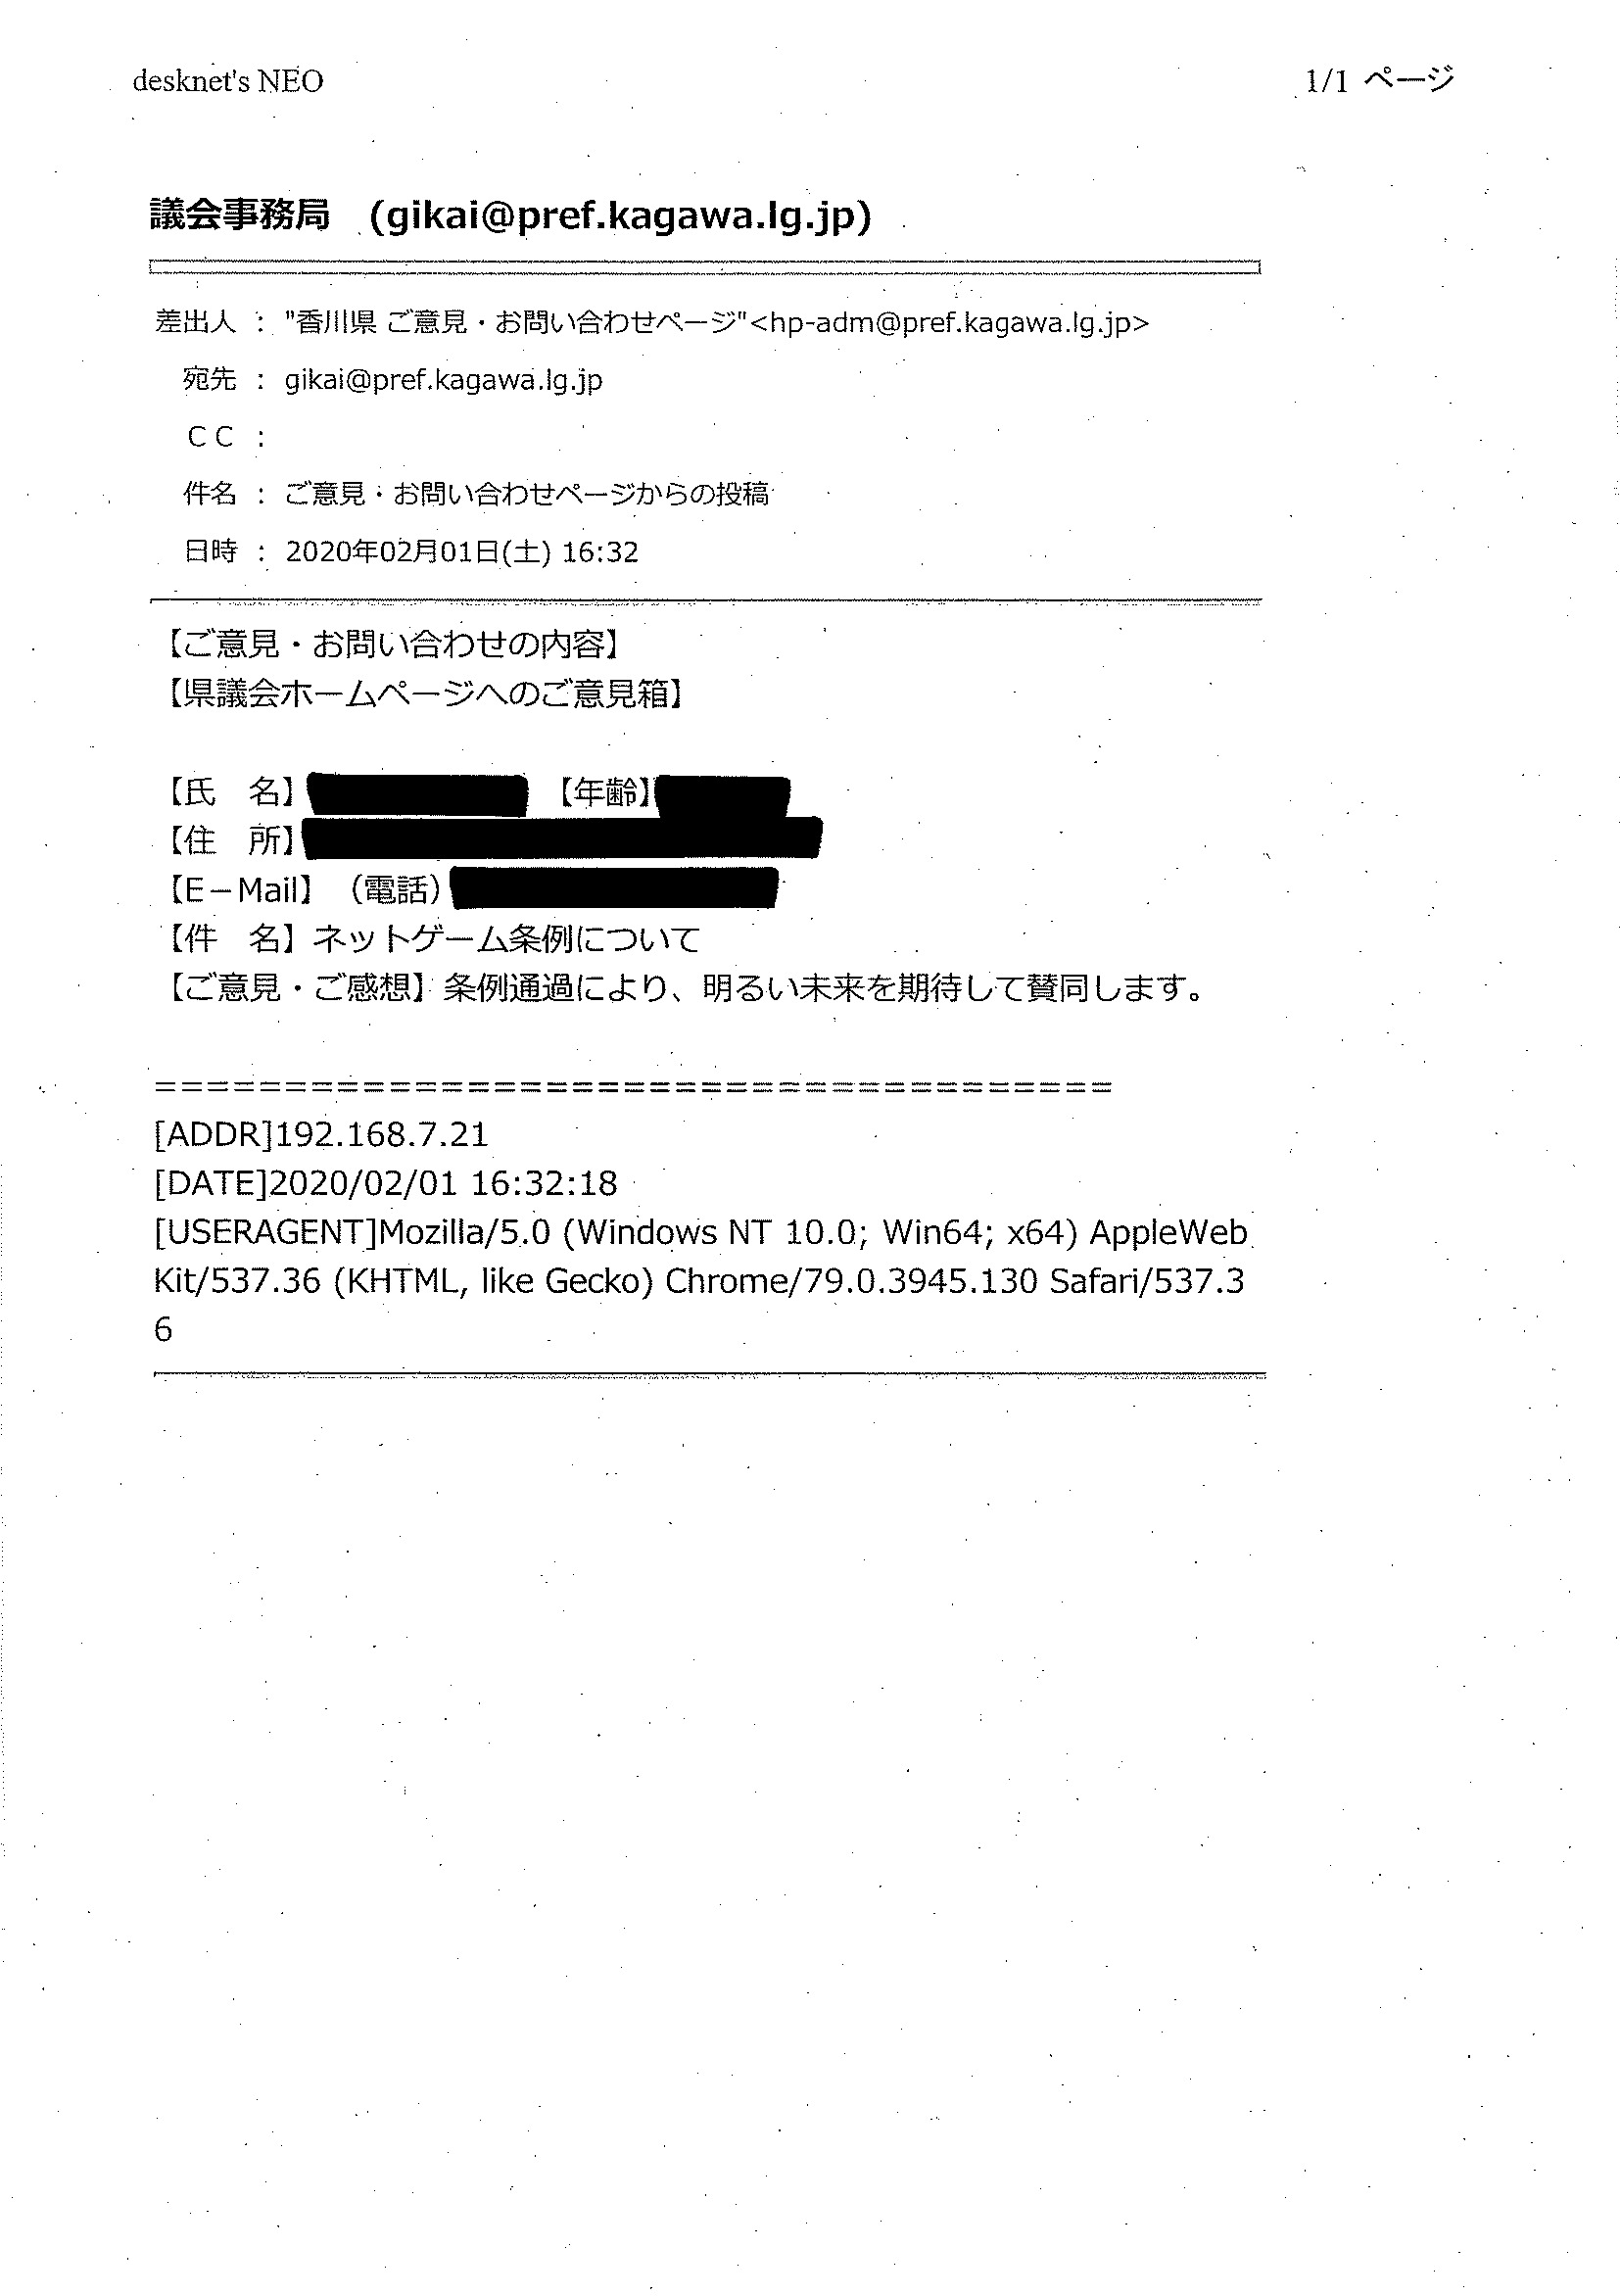 desknet's NEO
1/1 ページ
議会事務局 (gikai@pref.kagawa.lg.jp)
差出人 : "香川県 ご意見・お問い合わせページ"<hp-adm@pref.kagawa.lg.jp>
宛先 : gikai@pref.kagawa.lg.jp
CC :
件名 : ご意見・お問い合わせページからの投稿
日時 : 2020年02月01日(土) 16:32
【ご意見・お問い合わせの内容】
【県議会ホームページへのご意見箱】
【氏　名】 【年齢】
【住　所】
【E－Mail】（電話）
【件　名】ネットゲーム条例について
【ご意見・ご感想】条例通過により、明るい未来を期待して賛同します。
=====================================
[ADDR]192.168.7.21
[DATE]2020/02/01 16:32:18
[USERAGENT]Mozilla/5.0 (Windows NT 10.0; Win64; x64) AppleWeb
Kit/537.36 (KHTML, like Gecko) Chrome/79.0.3945.130 Safari/537.3
6